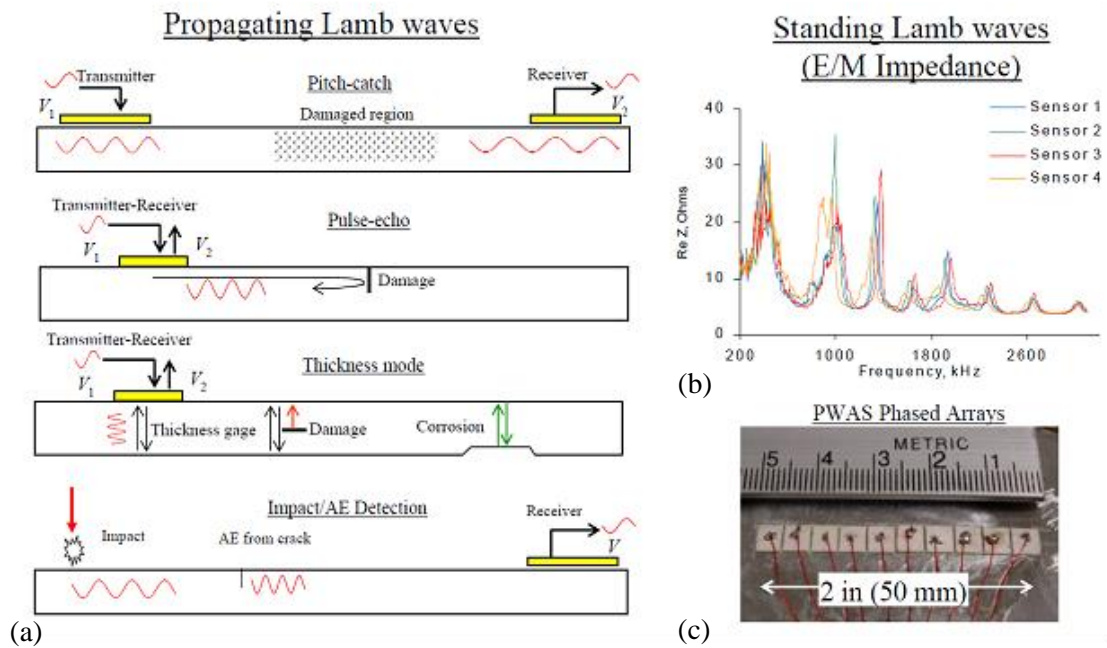 Propagating Lamb waves
Transmitter
Pitch-catch
Receiver
V1
Damaged region
V2
Transmitter-Receiver
Pulse-echo
V1
V2
Damage
Transmitter-Receiver
Thickness mode
V1
V2
Thickness gage
Damage
Corrosion
Impact/AE Detection
Receiver
Impact
AE from crack
V
(a)
Standing Lamb waves
(E/M Impedance)
40
30
20
10
0
Re Z, Ohms
Sensor 1
Sensor 2
Sensor 3
Sensor 4
200
1000
1800
2600
Frequency, kHz
(b)
PWAS Phased Arrays
METRIC
5 4 3 2 1
2 in (50 mm)
(c)